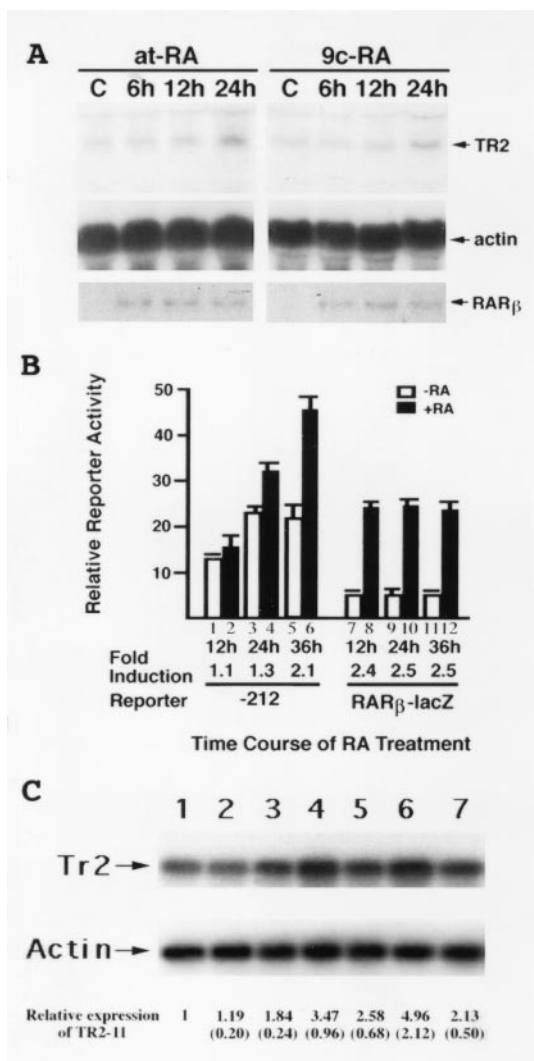 A
at-RA 9c-RA
C 6h 12h 24h C 6h 12h 24h
TR2
actin
RARβ
B
Relative Reporter Activity
50
40
30
20
10
-RA
+RA
1 2 3 4 5 6 7 8 9 10 11 12
12h 24h 36h 12h 24h 36h
Fold
Induction 1.1 1.3 2.1 2.4 2.5 2.5
Reporter -212 RARβ-lacZ
Time Course of RA Treatment
C
1 2 3 4 5 6 7
Tr2
Actin
Relative expression 1 1.19 1.84 3.47 2.58 4.96 2.13
of TR2-11 (0.20) (0.24) (0.96) (0.68) (2.12) (0.50)